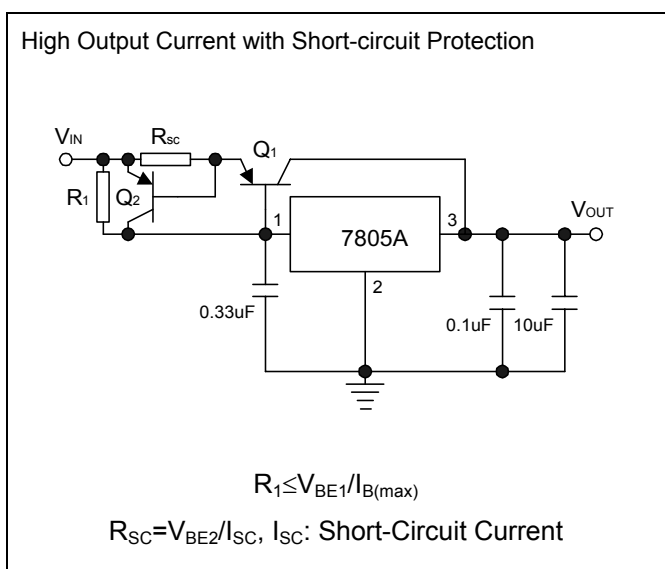 High Output Current with Short-circuit Protection
VIN
Rsc
Q1
R1
Q2
1
7805A
3
VOUT
2
0.33uF
0.1uF
10uF
R1≤VBE1/IB(max)
RSC=VBE2/ISC, ISC: Short-Circuit Current